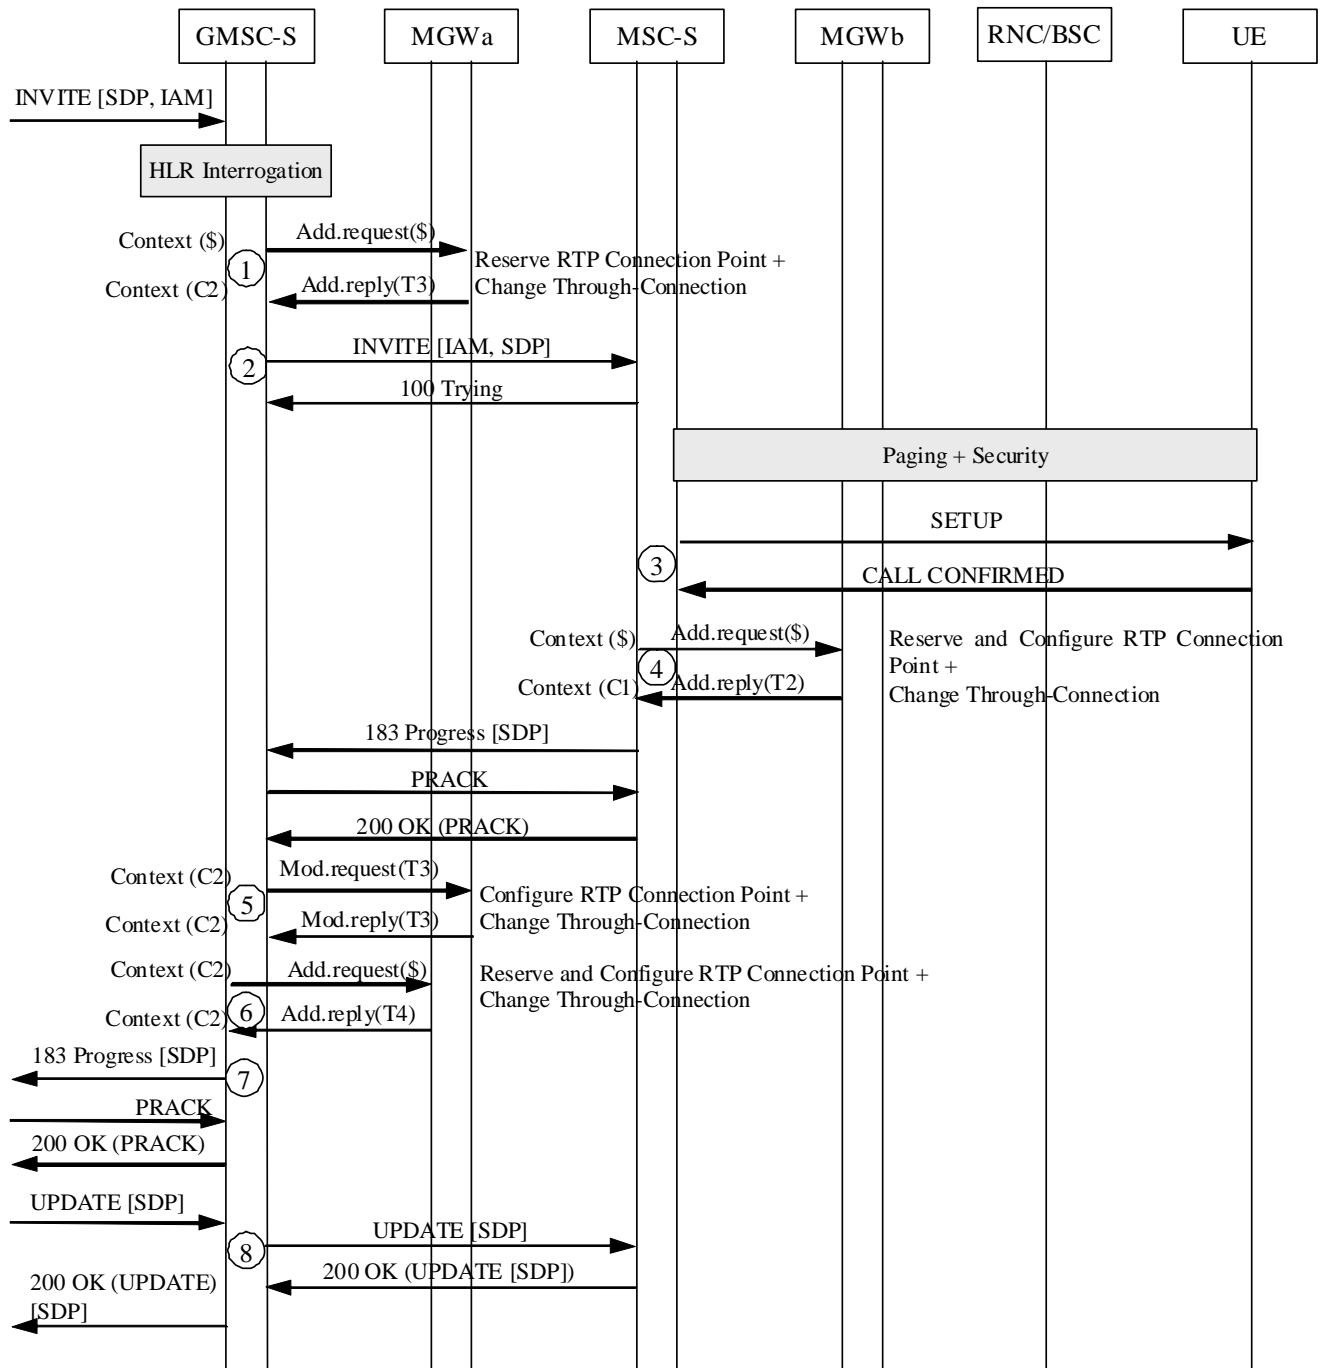 GMSC-S
MGWa
MSC-S
MGWb
RNC/BSC
UE
INVITE [SDP, IAM]
HLR Interrogation
Context ($)
Add.request($)
1
Reserve RTP Connection Point +
Change Through-Connection
Context (C2)
Add.reply(T3)
2
INVITE [IAM, SDP]
100 Trying
Paging + Security
SETUP
3
CALL CONFIRMED
Context ($)
Add.request($)
Reserve and Configure RTP Connection
Point +
Change Through-Connection
4
Context (C1)
Add.reply(T2)
183 Progress [SDP]
PRACK
200 OK (PRACK)
Context (C2)
Mod.request(T3)
5
Configure RTP Connection Point +
Change Through-Connection
Context (C2)
Mod.reply(T3)
Context (C2)
Add.request($)
Reserve and Configure RTP Connection Point +
Change Through-Connection
6
Context (C2)
Add.reply(T4)
183 Progress [SDP]
7
PRACK
200 OK (PRACK)
UPDATE [SDP]
8
UPDATE [SDP]
200 OK (UPDATE [SDP])
200 OK (UPDATE)
[SDP]